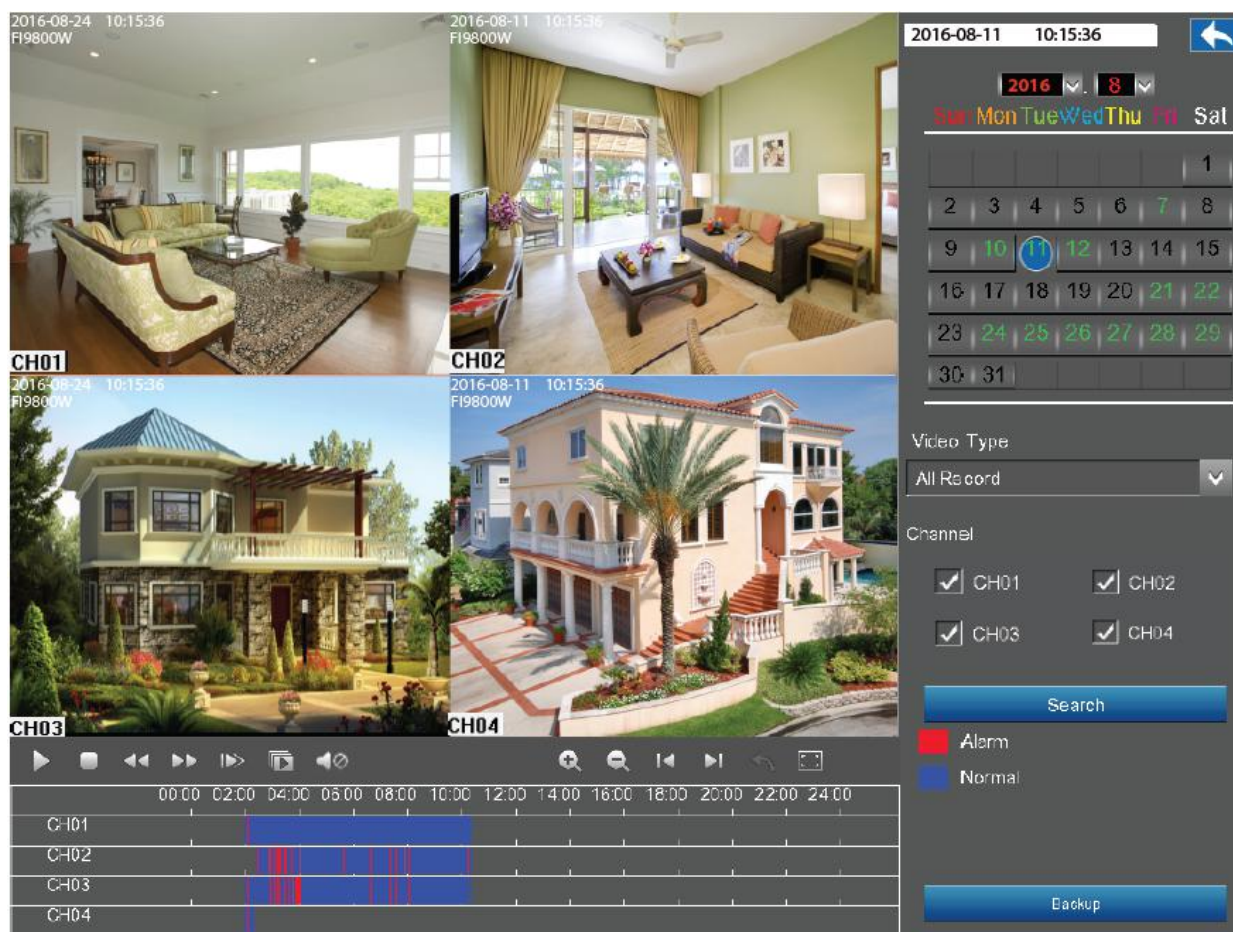 2016-08-24 10:15:36
FI9800W
CH01
2016-08-11 10:15:36
FI9800W
CH02
2016-08-24 10:15:36
FI9800W
CH03
2016-08-11 10:15:36
FI9800W
CH04
00:00 02:00 04:00 06:00 08:00 10:00 12:00 14:00 16:00 18:00 20:00 22:00 24:00
CH01
CH02
CH03
CH04
2016-08-11 10:15:36
2016 . 8
Sun Mon Tue Wed Thu Fri Sat
1
2 3 4 5 6 7 8
9 10 11 12 13 14 15
16 17 18 19 20 21 22
23 24 25 26 27 28 29
30 31
Video Type
All Record
Channel
CH01 CH02
CH03 CH04
Search
Alarm
Normal
Backup